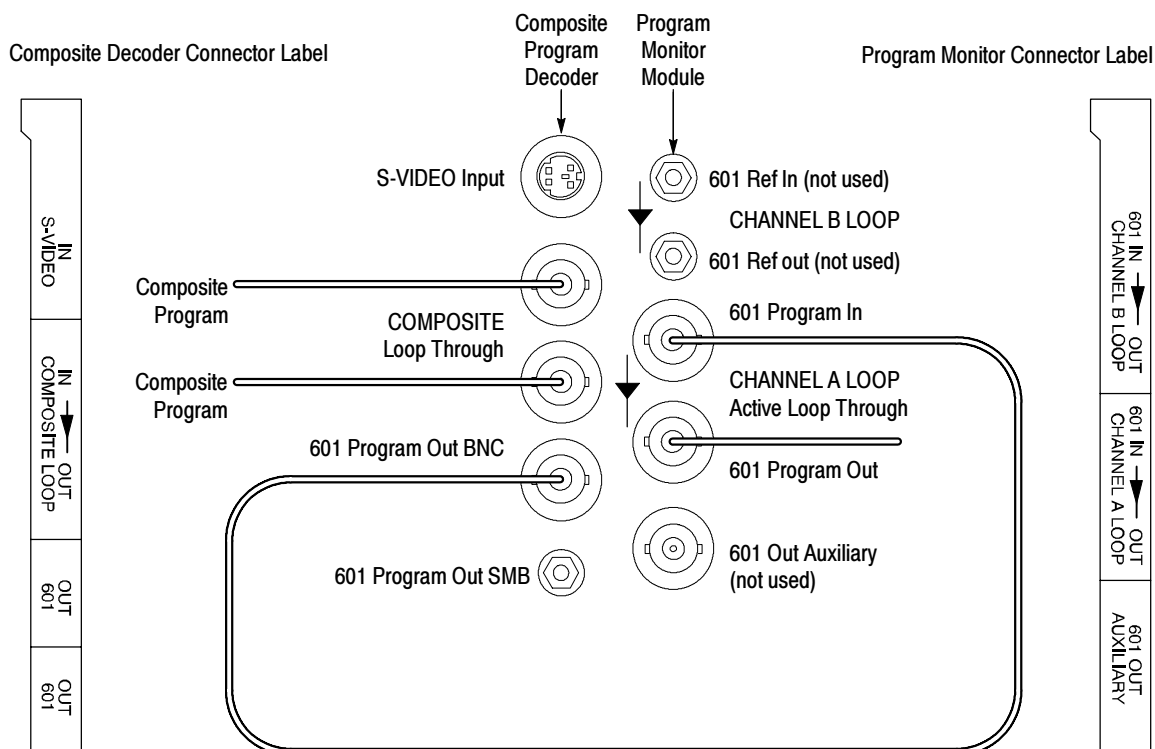 Composite Decoder Connector Label
Composite
Program
Decoder
Program
Monitor
Module
Program Monitor Connector Label
S-VIDEO Input
601 Ref In (not used)
CHANNEL B LOOP
601 Ref out (not used)
Composite
Program
COMPOSITE
Loop Through
601 Program In
Composite
Program
CHANNEL A LOOP
Active Loop Through
601 Program Out BNC
601 Program Out
601 Program Out SMB
601 Out Auxiliary
(not used)
IN
S-VIDEO
IN OUT
COMPOSITE LOOP
OUT
601
OUT
601
601 IN OUT
CHANNEL B LOOP
601 IN OUT
CHANNEL A LOOP
601 OUT
AUXILIARY